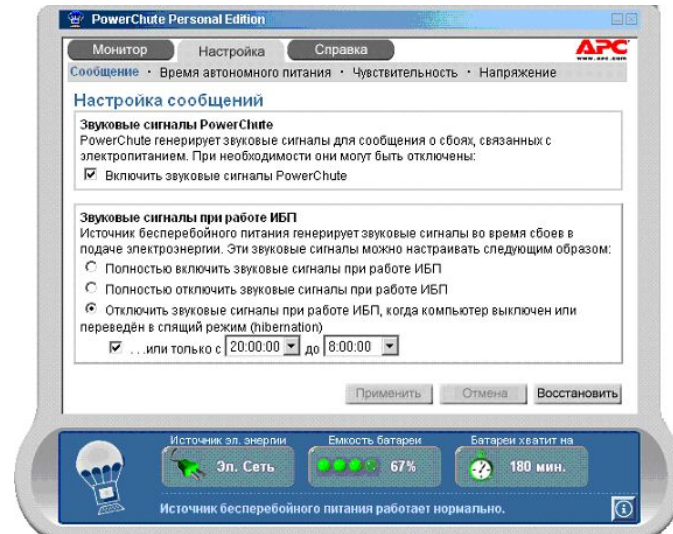 PowerChute Personal Edition
Монитор Настройка Справка
APC
www.apc.com
Сообщение · Время автономного питания · Чувствительность · Напряжение
Настройка сообщений
Звуковые сигналы PowerChute
PowerChute генерирует звуковые сигналы для сообщения о сбоях, связанных с
электропитанием. При необходимости они могут быть отключены:
Включить звуковые сигналы PowerChute
Звуковые сигналы при работе ИБП
Источник бесперебойного питания генерирует звуковые сигналы во время сбоев в
подаче электроэнергии. Эти звуковые сигналы можно настраивать следующим образом:
Полностью включить звуковые сигналы при работе ИБП
Полностью отключить звуковые сигналы при работе ИБП
Отключить звуковые сигналы при работе ИБП, когда компьютер выключен или
переведён в спящий режим (hibernation)
...или только с 20:00:00 до 8:00:00
Применить Отмена Восстановить
Источник эл. энергии Емкость батареи Батареи хватит на
Эл. Сеть 67% 180 мин.
Источник бесперебойного питания работает нормально.